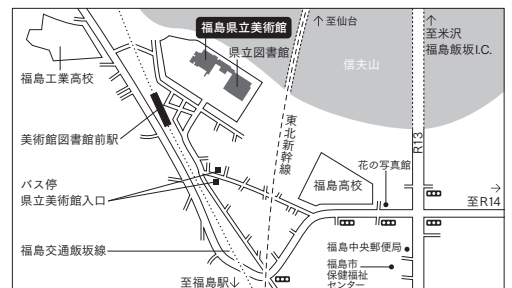 福島県立美術館
県立図書館
↑至仙台
↑
至米沢
福島飯坂I.C.
信夫山
福島工業高校
美術館図書館前駅
東北新幹線
R13
花の写真館
福島高校
バス停
県立美術館入口
→
至R14
福島交通飯坂線
福島中央郵便局
福島市
保健福祉
センター
至福島駅↓